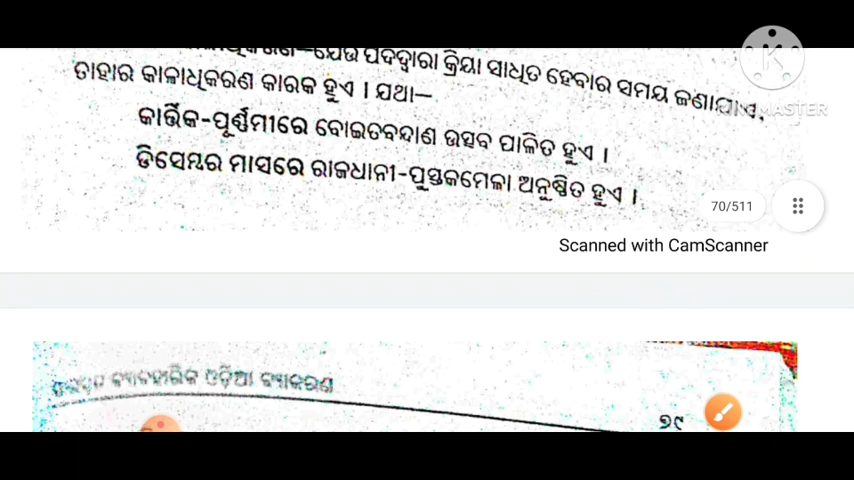 ଯେଉଁ ପଦଦ୍ୱାରା କ୍ରିୟା ସାଧିତ ହେବାର ସମୟ ଜଣାଯାଏ,
ତାହାର କାଳାଧିକରଣ କାରକ ହୁଏ । ଯଥା—
କାର୍ତ୍ତିକ-ପୂର୍ଣ୍ଣମୀରେ ବୋଇତବନ୍ଦାଣ ଉତ୍ସବ ପାଳିତ ହୁଏ ।
ଡିସେମ୍ବର ମାସରେ ରାଜଧାନୀ-ପୁସ୍ତକମେଳା ଅନୁଷ୍ଠିତ ହୁଏ ।
70/511
Scanned with CamScanner
ବ୍ୟାବହାରିକ ଓଡ଼ିଆ ବ୍ୟାକରଣ
୭୯